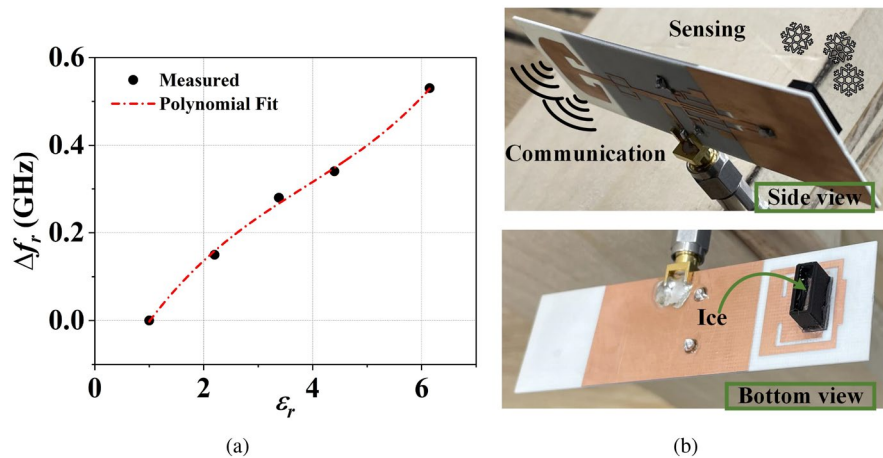 0.6
0.4
0.2
0.0
Δf_r (GHz)
Measured
Polynomial Fit
0 2 4 6
ε_r
(a)
Sensing
Communication
Side view
Ice
Bottom view
(b)